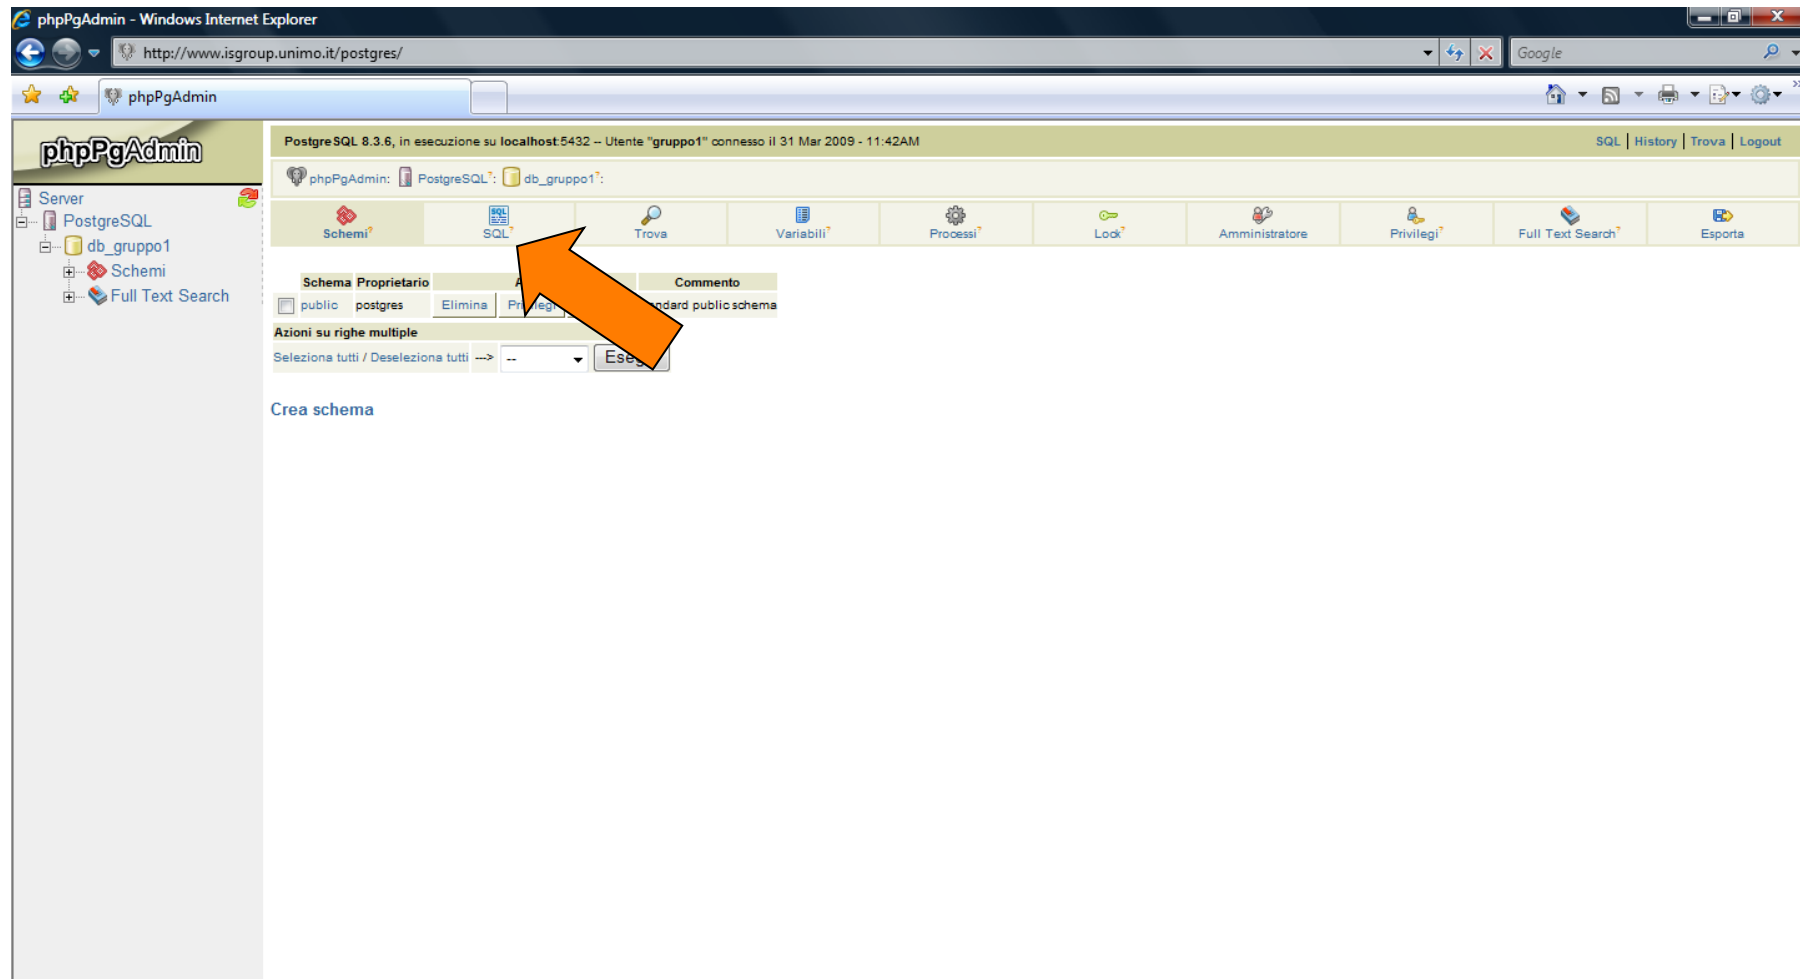 phpPgAdmin - Windows Internet Explorer
http://www.isgroup.unimo.it/postgres/
Google
phpPgAdmin
phpPgAdmin
PostgreSQL 8.3.6, in esecuzione su localhost:5432 -- Utente "gruppo1" connesso il 31 Mar 2009 - 11:42AM
SQL | History | Trova | Logout
phpPgAdmin: PostgreSQL?: db_gruppo1?:
Server
PostgreSQL
db_gruppo1
Schemi
Full Text Search
Schemi? SQL? Trova Variabili? Processi? Lock? Amministratore Privilegi? Full Text Search? Esporta
Schema Proprietario Commento
public postgres Elimina public schema
Azioni su righe multiple
Seleziona tutti / Deseleziona tutti ---> --
Crea schema